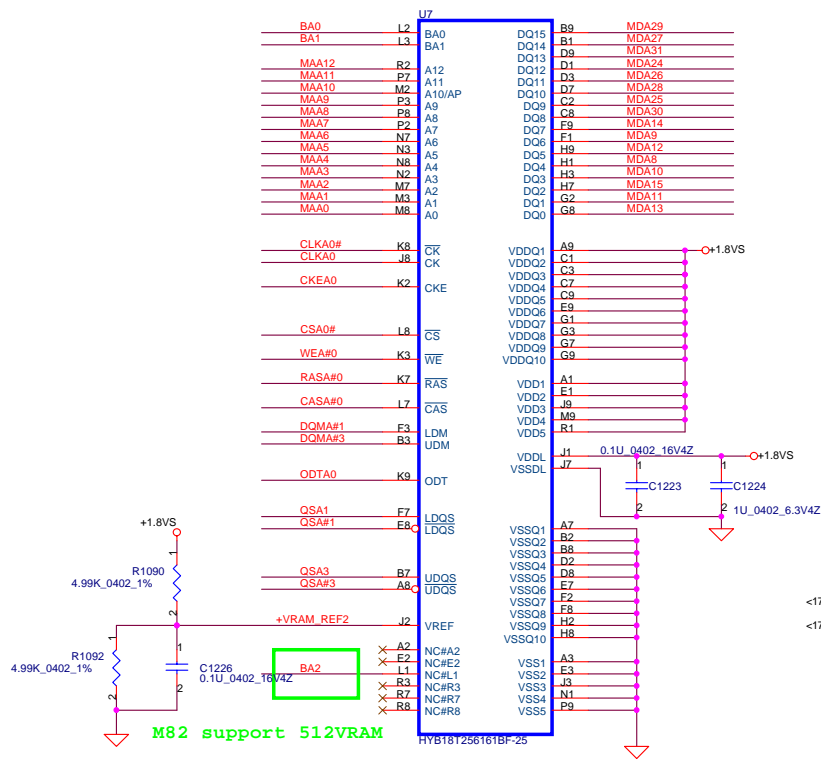 U7
BA0 L2 BA0 DQ15 B9 MDA29
BA1 L3 BA1 DQ14 B1 MDA27
DQ13 D9 MDA31
MAA12 R2 A12 DQ12 D1 MDA24
MAA11 P7 A11 DQ11 D3 MDA26
MAA10 M2 A10/AP DQ10 D7 MDA28
MAA9 P3 A9 DQ9 C2 MDA25
MAA8 P8 A8 DQ8 C8 MDA30
MAA7 P2 A7 DQ7 F9 MDA14
MAA6 N7 A6 DQ6 F1 MDA9
MAA5 N3 A5 DQ5 H9 MDA12
MAA4 N8 A4 DQ4 H1 MDA8
MAA3 N2 A3 DQ3 H3 MDA10
MAA2 M7 A2 DQ2 H7 MDA15
MAA1 M3 A1 DQ1 G2 MDA11
MAA0 M8 A0 DQ0 G8 MDA13
CLKA0# K8 CK VDDQ1 A9 +1.8VS
CLKA0 J8 CK VDDQ2 C1
VDDQ3 C3
CKEA0 K2 CKE VDDQ4 C7
VDDQ5 C9
VDDQ6 E9
VDDQ7 G1
CSA0# L8 CS VDDQ8 G3
VDDQ9 G7
WEA#0 K3 WE VDDQ10 G9
RASA#0 K7 RAS VDD1 A1
VDD2 E1
CASA#0 L7 CAS VDD3 J9
VDD4 M9
DQMA#1 F3 LDM VDD5 R1
DQMA#3 B3 UDM
VDDL J1 0.1U_0402_16V4Z +1.8VS
VSSDL J7 1 1
ODTA0 K9 ODT
C1223 C1224
2 2 1U_0402_6.3V4Z
QSA1 F7 LDQS
QSA#1 E8 LDQS VSSQ1 A7
+1.8VS
VSSQ2 B2
VSSQ3 B8
1 VSSQ4 D2
R1090 QSA3 B7 UDQS VSSQ5 D8
4.99K_0402_1% QSA#3 A8 UDQS VSSQ6 E7
VSSQ7 F2 <17
2 VSSQ8 F8
+VRAM_REF2 J2 VREF VSSQ9 H2 <17
VSSQ10 H8
1 1 A2 NC#A2
R1092 E2 NC#E2 VSS1 A3
4.99K_0402_1% C1226 BA2 L1 NC#L1 VSS2 E3
0.1U_0402_16V4Z
2 2 R3 NC#R3 VSS3 J3
R7 NC#R7 VSS4 N1
R8 NC#R8 VSS5 P9
M82 support 512VRAM
HYB18T256161BF-25